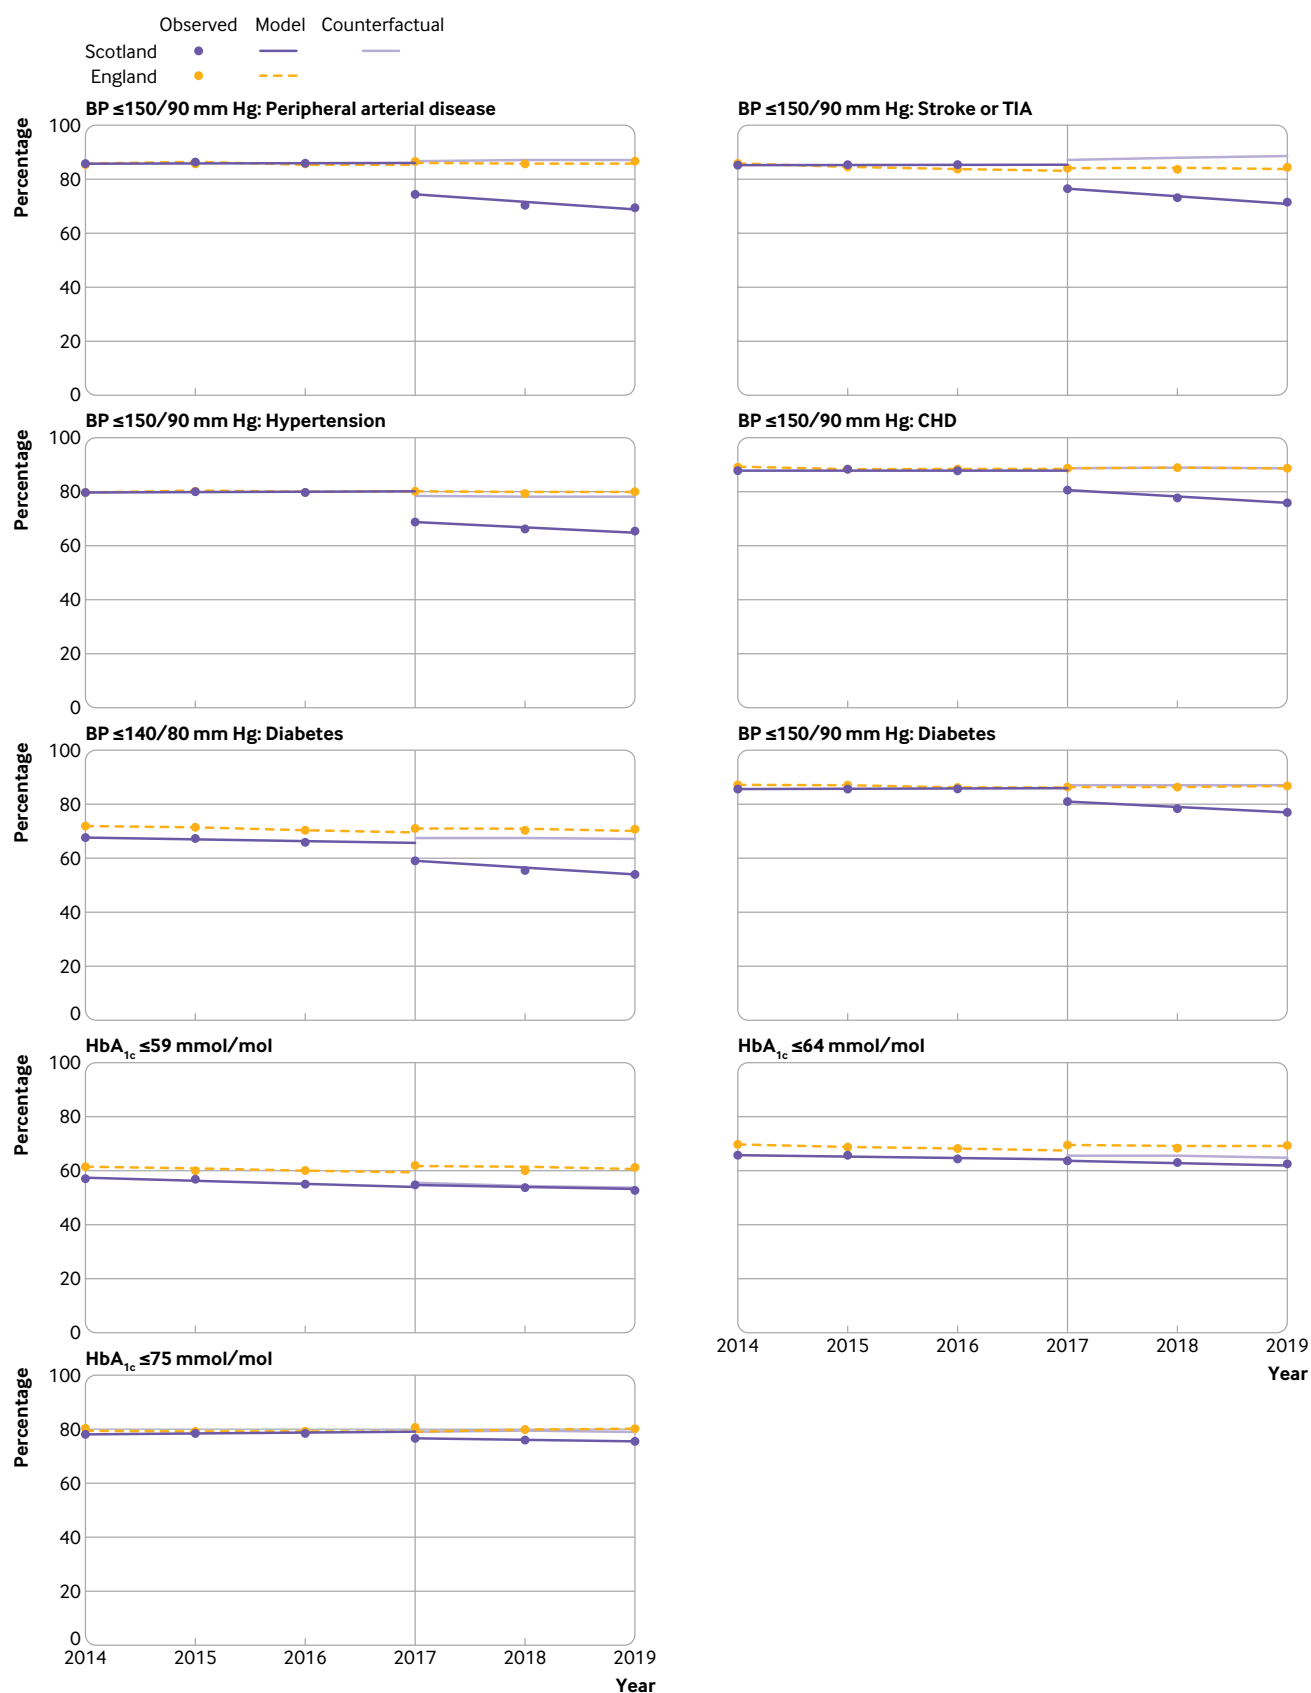 Observed Model Counterfactual
Scotland
England
BP ≤150/90 mm Hg: Peripheral arterial disease
Percentage
100
80
60
40
20
0
BP ≤150/90 mm Hg: Stroke or TIA
BP ≤150/90 mm Hg: Hypertension
Percentage
100
80
60
40
20
0
BP ≤150/90 mm Hg: CHD
BP ≤140/80 mm Hg: Diabetes
Percentage
100
80
60
40
20
0
BP ≤150/90 mm Hg: Diabetes
HbA1c ≤59 mmol/mol
Percentage
100
80
60
40
20
0
HbA1c ≤64 mmol/mol
2014 2015 2016 2017 2018 2019
Year
HbA1c ≤75 mmol/mol
Percentage
100
80
60
40
20
0
2014 2015 2016 2017 2018 2019
Year